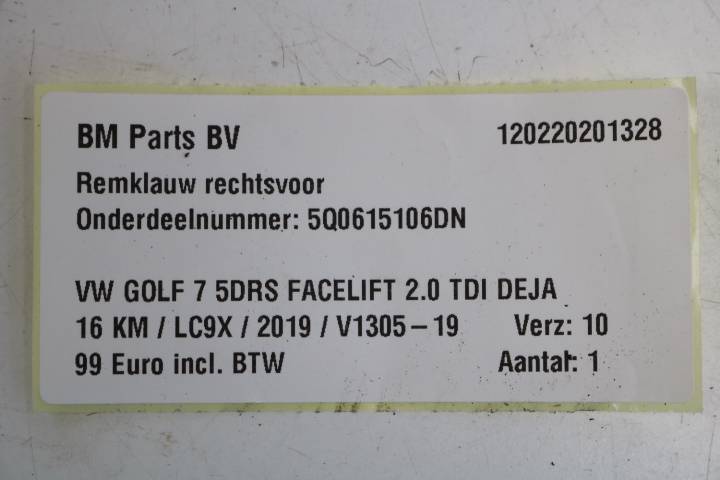 BM Parts BV 120220201328
Remklauw rechtsvoor
Onderdeelnummer: 5Q0615106DN
VW GOLF 7 5DRS FACELIFT 2.0 TDI DEJA
16 KM / LC9X / 2019 / V1305-19 Verz: 10
99 Euro incl. BTW Aantal: 1